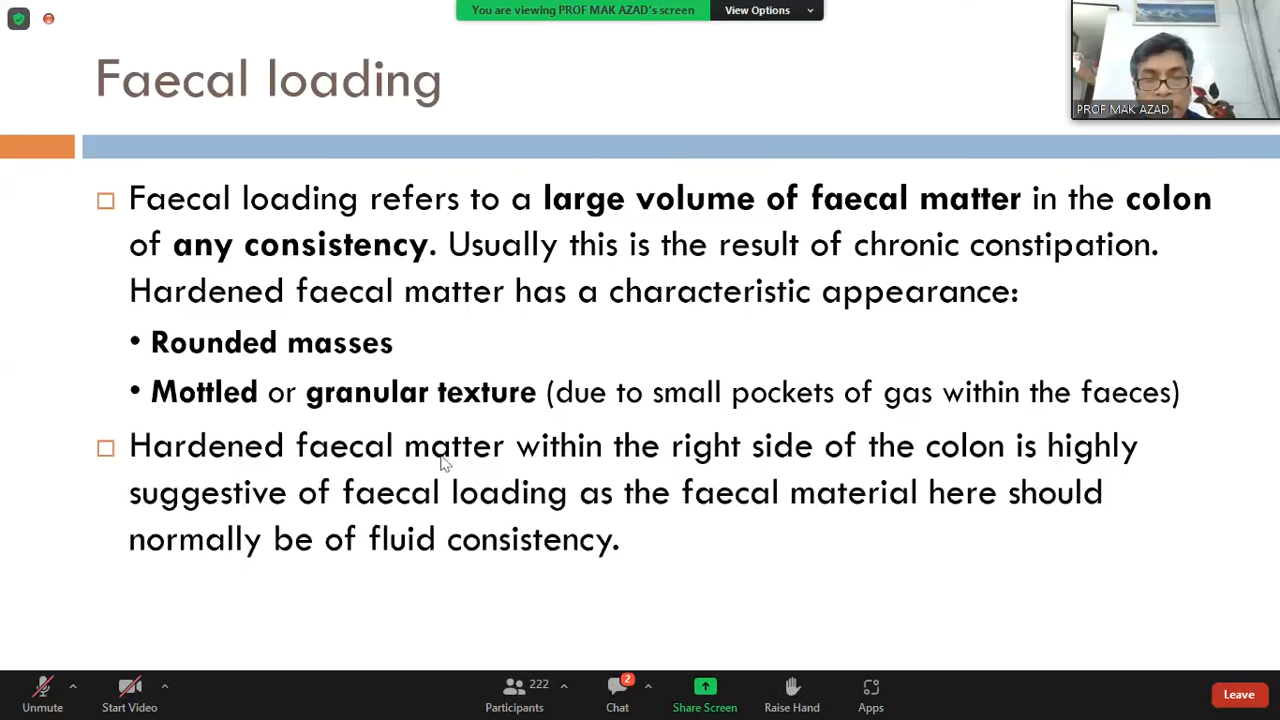 You are viewing PROF MAK AZAD's screen
View Options
Faecal loading
PROF MAK AZAD
Faecal loading refers to a large volume of faecal matter in the colon
of any consistency. Usually this is the result of chronic constipation.
Hardened faecal matter has a characteristic appearance:
• Rounded masses
• Mottled or granular texture (due to small pockets of gas within the faeces)
Hardened faecal matter within the right side of the colon is highly
suggestive of faecal loading as the faecal material here should
normally be of fluid consistency.
222
2
Unmute
Start Video
Participants
Chat
Share Screen
Raise Hand
Apps
Leave